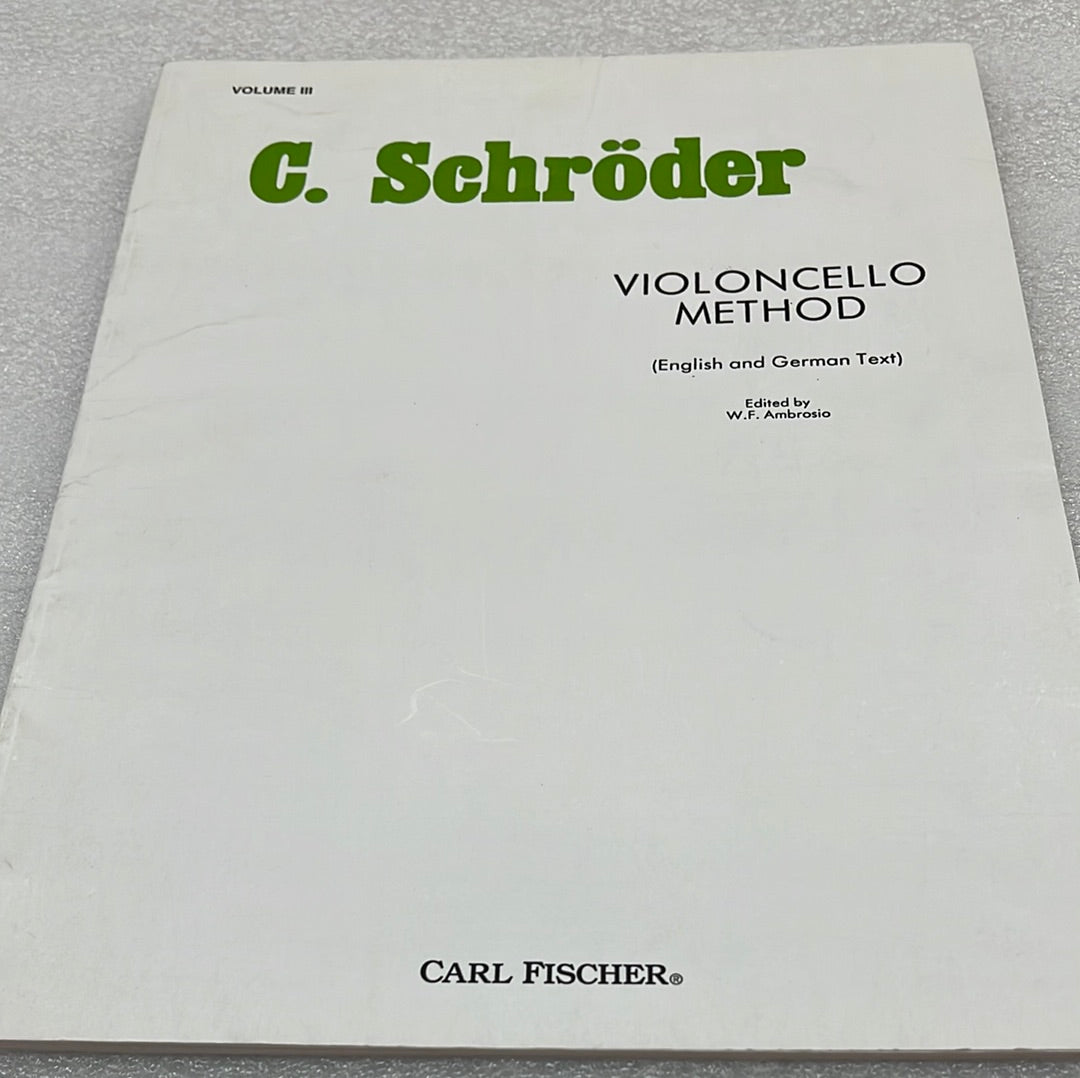 VOLUME III
C. Schröder
VIOLONCELLO
METHOD
(English and German Text)
Edited by
W.F. Ambrosio
CARL FISCHER®